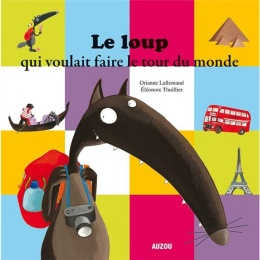 Le loup
qui voulait faire le tour du monde
Orianne Lallemand
Éléonore Thuillier
AUZOU